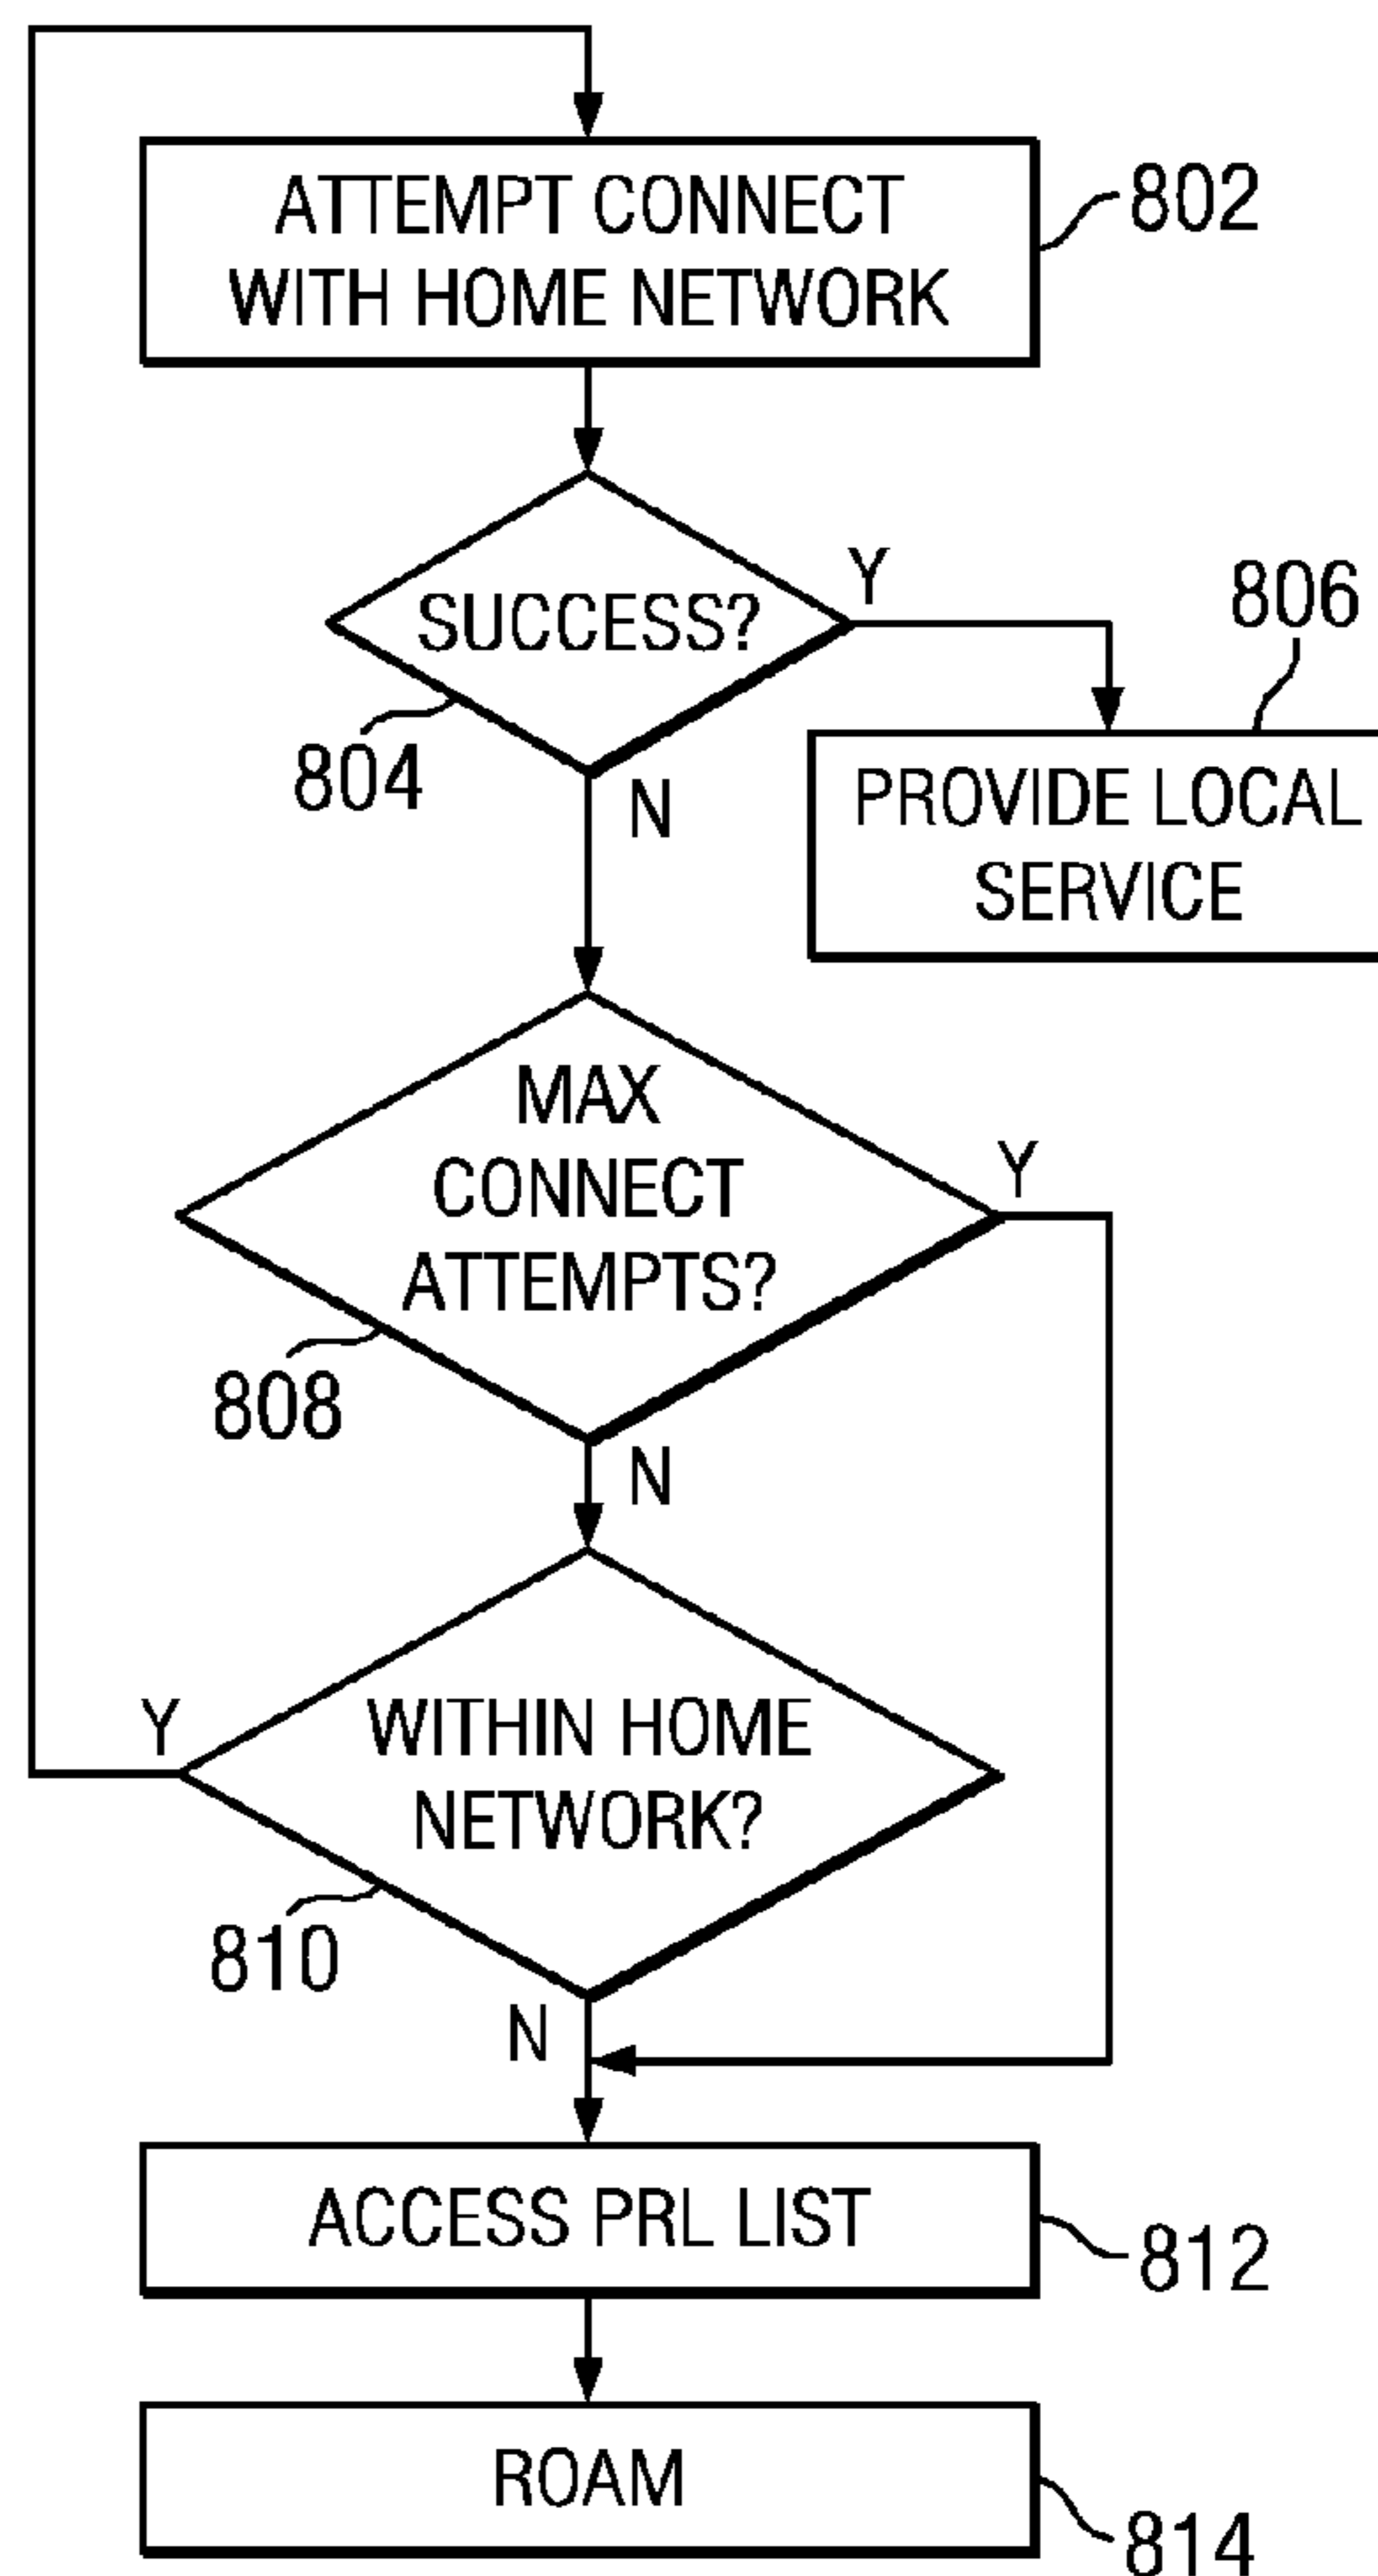 ATTEMPT CONNECT
WITH HOME NETWORK
802
SUCCESS?
Y
804
N
806
PROVIDE LOCAL
SERVICE
MAX
CONNECT
ATTEMPTS?
Y
808
N
WITHIN HOME
NETWORK?
Y
810
N
ACCESS PRL LIST
812
ROAM
814